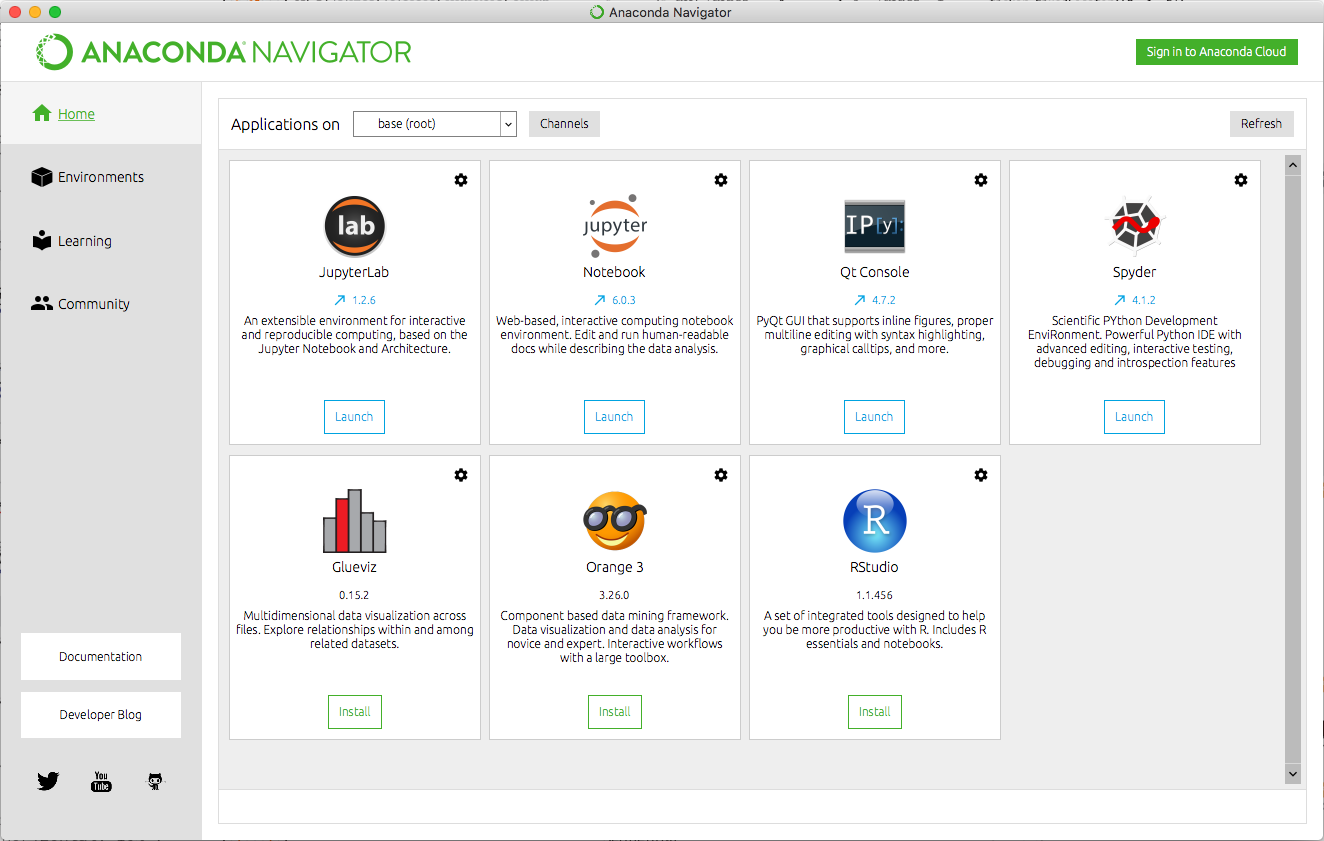 Anaconda Navigator
ANACONDA NAVIGATOR
Sign in to Anaconda Cloud
Home
Environments
Learning
Community
Documentation
Developer Blog
You
Tube
Applications on
base (root)
Channels
Refresh
lab
JupyterLab
1.2.6
An extensible environment for interactive
and reproducible computing, based on the
Jupyter Notebook and Architecture.
Launch
jupyter
Notebook
6.0.3
Web-based, interactive computing notebook
environment. Edit and run human-readable
docs while describing the data analysis.
Launch
IP[y]:
Qt Console
4.7.2
PyQt GUI that supports inline figures, proper
multiline editing with syntax highlighting,
graphical calltips, and more.
Launch
Spyder
4.1.2
Scientific PYthon Development
EnviRonment. Powerful Python IDE with
advanced editing, interactive testing,
debugging and introspection features
Launch
Glueviz
0.15.2
Multidimensional data visualization across
files. Explore relationships within and among
related datasets.
Install
Orange 3
3.26.0
Component based data mining framework.
Data visualization and data analysis for
novice and expert. Interactive workflows
with a large toolbox.
Install
R
RStudio
1.1.456
A set of integrated tools designed to help
you be more productive with R. Includes R
essentials and notebooks.
Install